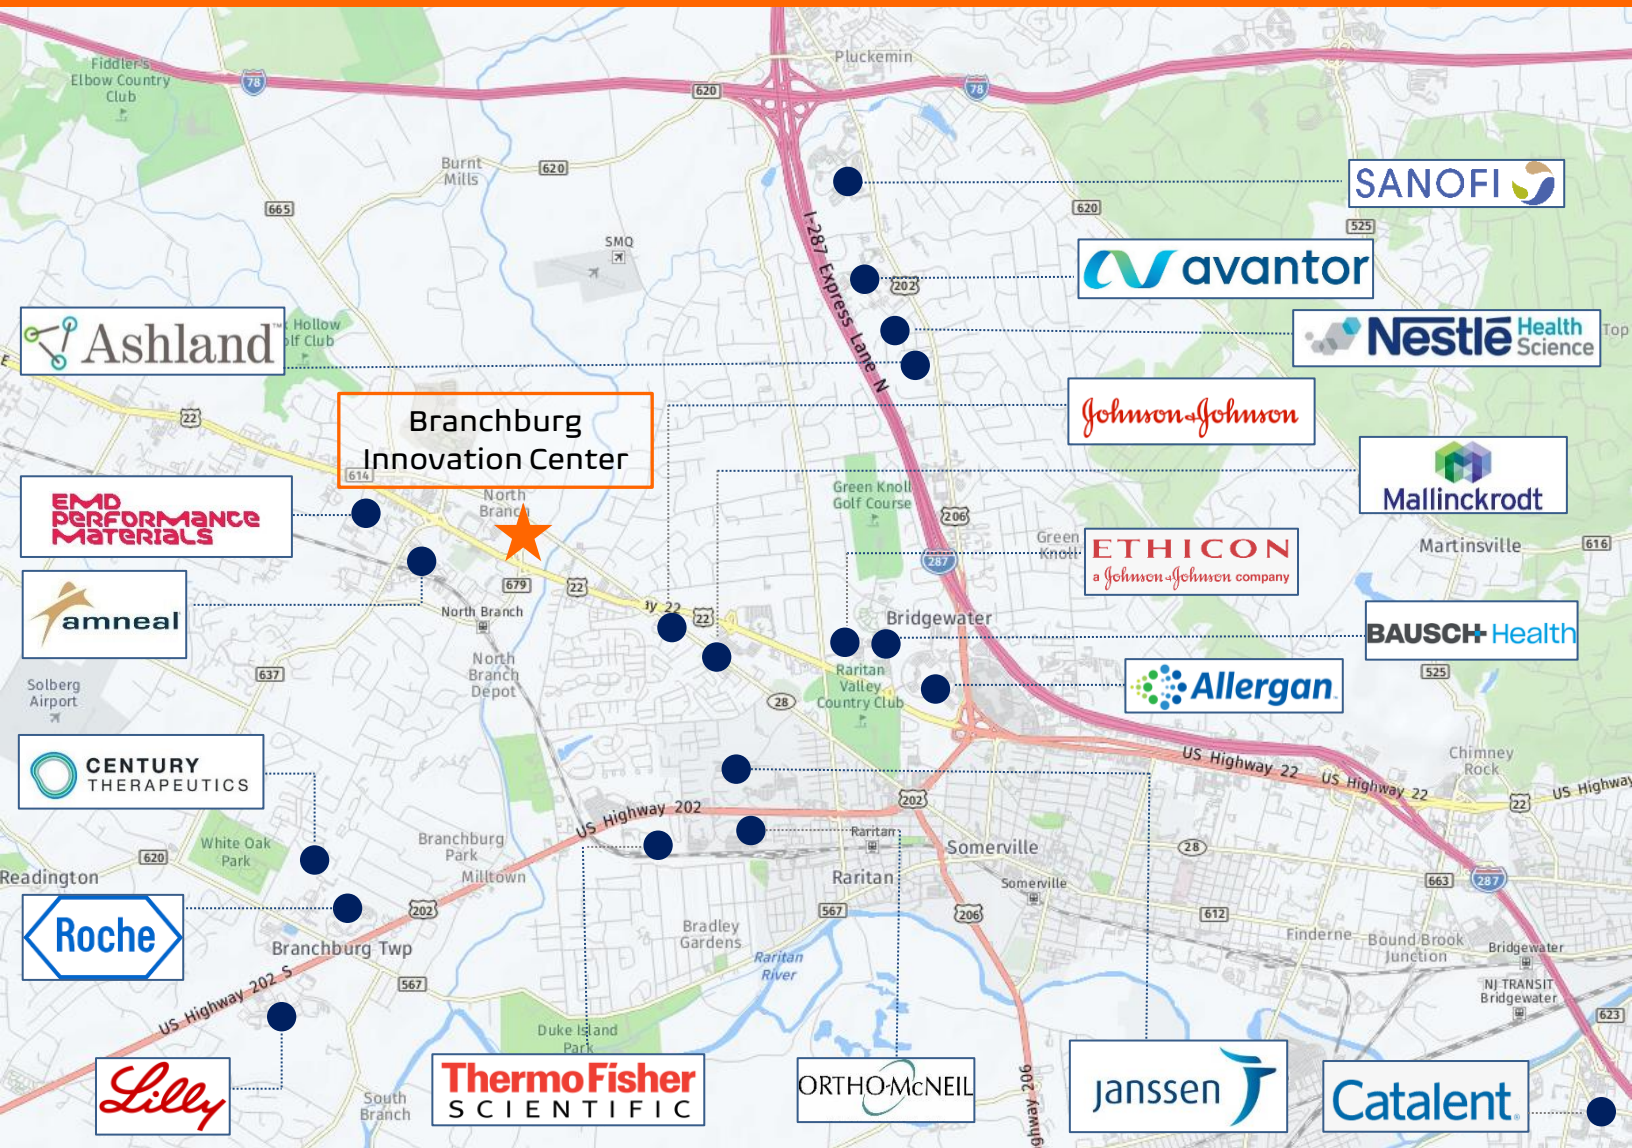 Pluckemin
Fiddler's
Elbow Country
Club
78
620
78
Burnt
Mills
620
SANOFI
665
620
525
SMQ
I-287 Express Lane N
avantor
202
Ashland
Hollow
lf Club
Nestlé Health
Science
Top
E
22
Branchburg
Innovation Center
Johnson&Johnson
614
Mallinckrodt
EMD
PERFORMANCE
MATERIALS
North
Branch
Green Knoll
Golf Course
206
Green
Knoll
ETHICON
a Johnson&Johnson company
Martinsville
616
287
amneal
679
22
North Branch
ay 22
22
Bridgewater
BAUSCH+Health
637
North
Branch
Depot
Raritan
Valley
Country Club
Allergan
525
Solberg
Airport
28
CENTURY
THERAPEUTICS
US Highway 22
US Highway 22
Chimney
Rock
US Highway
22
US Highway 202
202
White Oak
Park
Branchburg
Park
Milltown
Raritan
Somerville
28
620
Readington
Raritan
Somerville
663
287
Roche
202
567
206
612
Branchburg Twp
Bradley
Gardens
Raritan
River
Finderne
Bound Brook
Junction
Bridgewater
US Highway 202 S
567
NJ TRANSIT
Bridgewater
623
Duke Island
Park
Lilly
South
Branch
ThermoFisher
SCIENTIFIC
ORTHO-McNEIL
ghway 206
janssen
Catalent